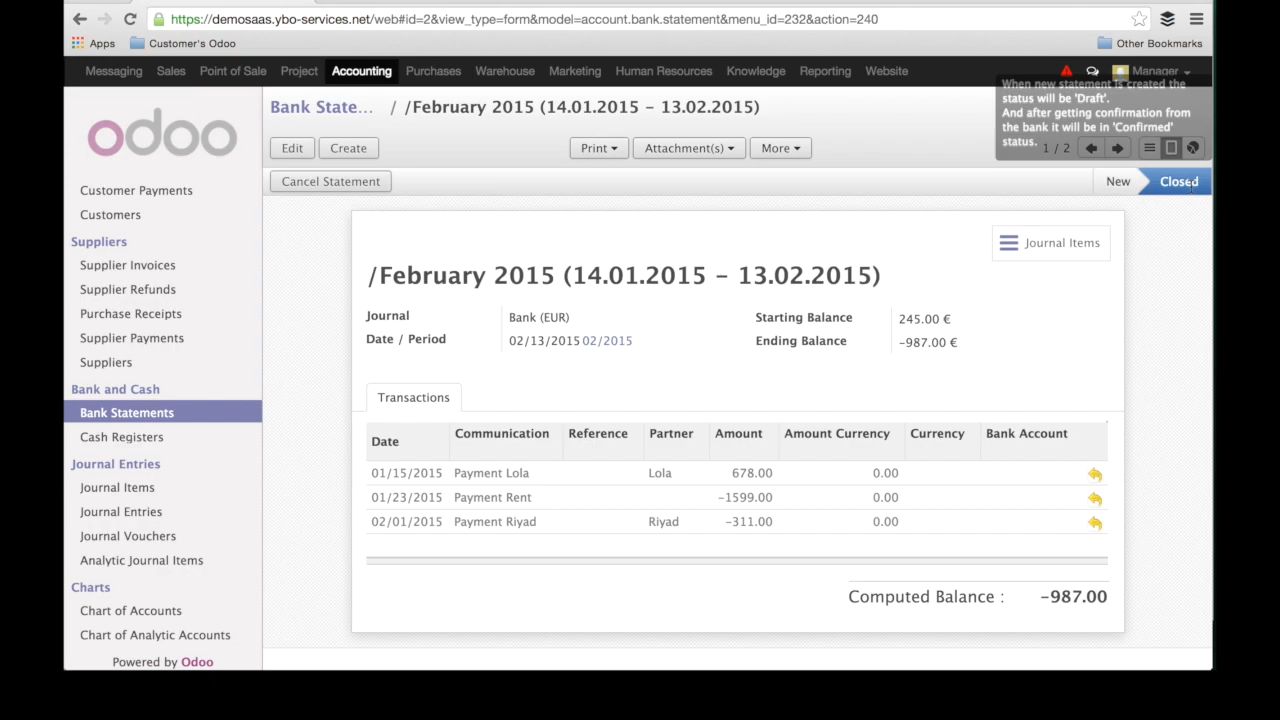 https://demosaas.ybo-services.net/web#id=2&view_type=form&model=account.bank.statement&menu_id=232&action=240
Apps Customer's Odoo Other Bookmarks
Messaging Sales Point of Sale Project Accounting Purchases Warehouse Marketing Human Resources Knowledge Reporting Website Manager
When new statement is created the
status will be 'Draft'.
And after getting confirmation from
the bank it will be in 'Confirmed'
status.
1 / 2
odoo
Customer Payments
Customers
Suppliers
Supplier Invoices
Supplier Refunds
Purchase Receipts
Supplier Payments
Suppliers
Bank and Cash
Bank Statements
Cash Registers
Journal Entries
Journal Items
Journal Entries
Journal Vouchers
Analytic Journal Items
Charts
Chart of Accounts
Chart of Analytic Accounts
Powered by Odoo
Bank State... / /February 2015 (14.01.2015 - 13.02.2015)
Edit Create Print Attachment(s) More
Cancel Statement New Closed
Journal Items
/February 2015 (14.01.2015 - 13.02.2015)
Journal Bank (EUR) Starting Balance 245.00 €
Date / Period 02/13/2015 02/2015 Ending Balance -987.00 €
Transactions
Date Communication Reference Partner Amount Amount Currency Currency Bank Account
01/15/2015 Payment Lola Lola 678.00 0.00
01/23/2015 Payment Rent -1599.00 0.00
02/01/2015 Payment Riyad Riyad -311.00 0.00
Computed Balance : -987.00